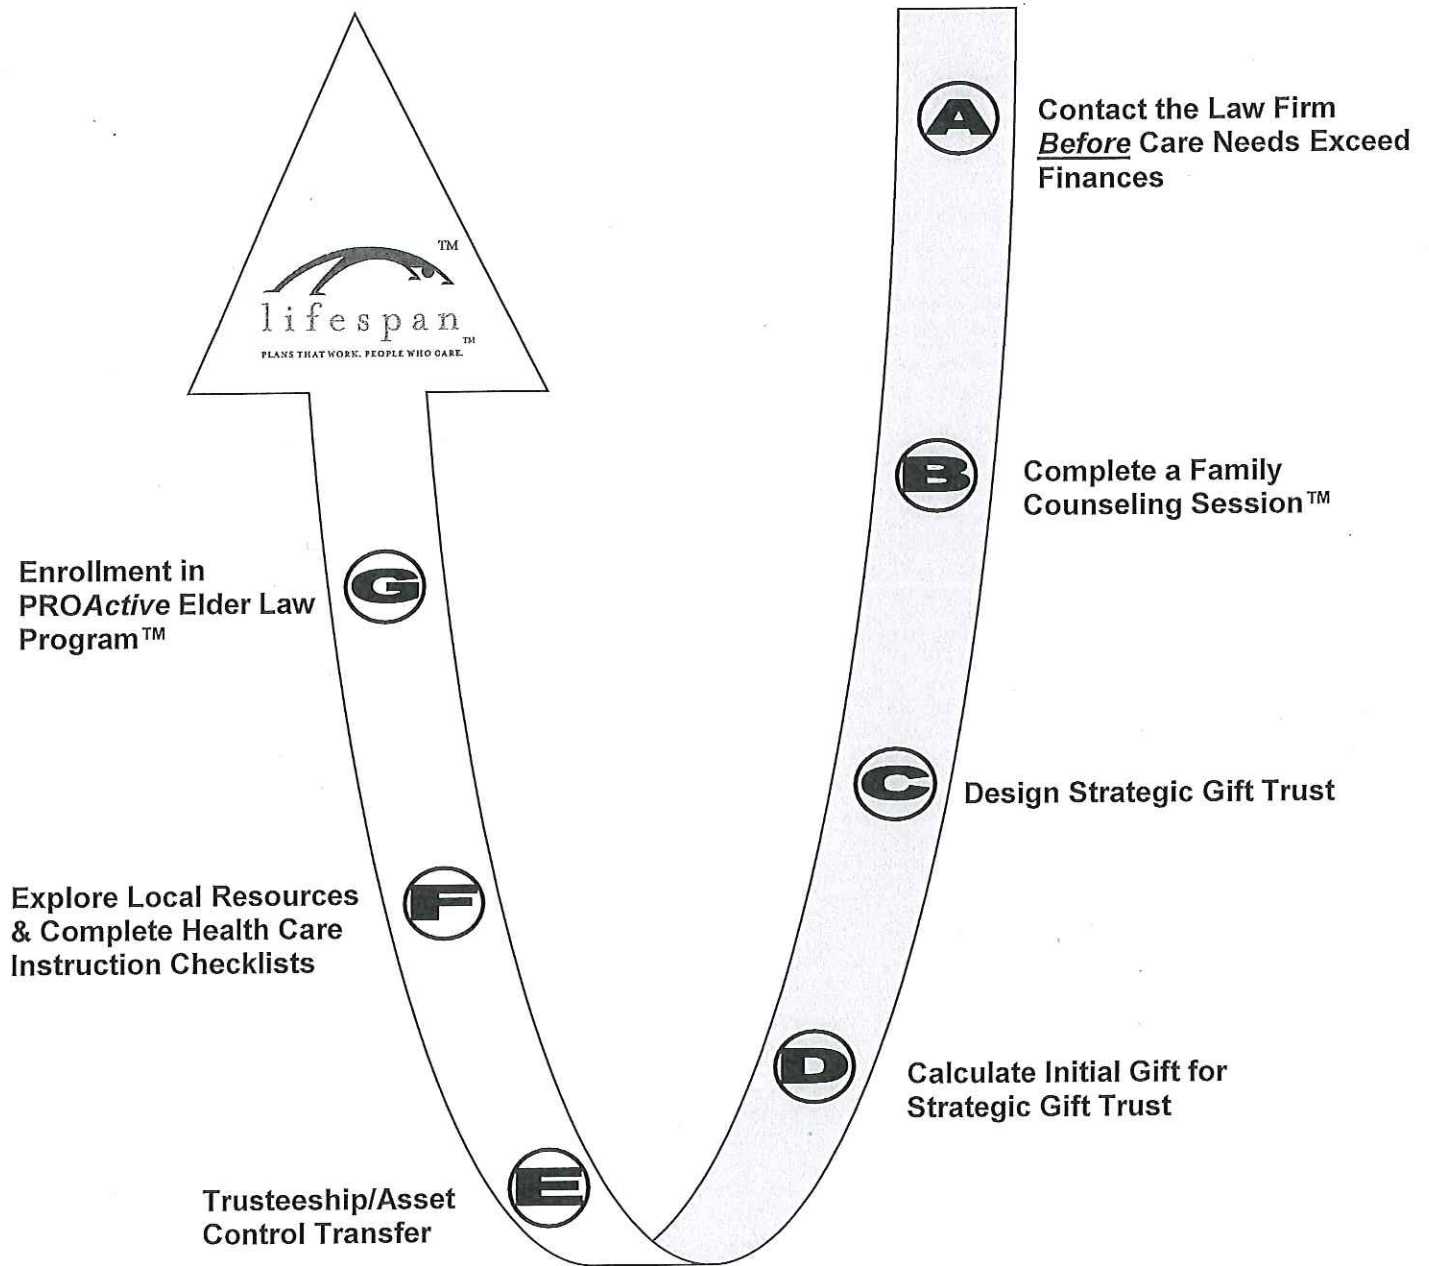 A
Contact the Law Firm
Before Care Needs Exceed
Finances
B
Complete a Family
Counseling Session™
C
Design Strategic Gift Trust
D
Calculate Initial Gift for
Strategic Gift Trust
E
Trusteeship/Asset
Control Transfer
F
Explore Local Resources
& Complete Health Care
Instruction Checklists
G
Enrollment in
PROActive Elder Law
Program™
TM
lifespan
TM
PLANS THAT WORK. PEOPLE WHO CARE.